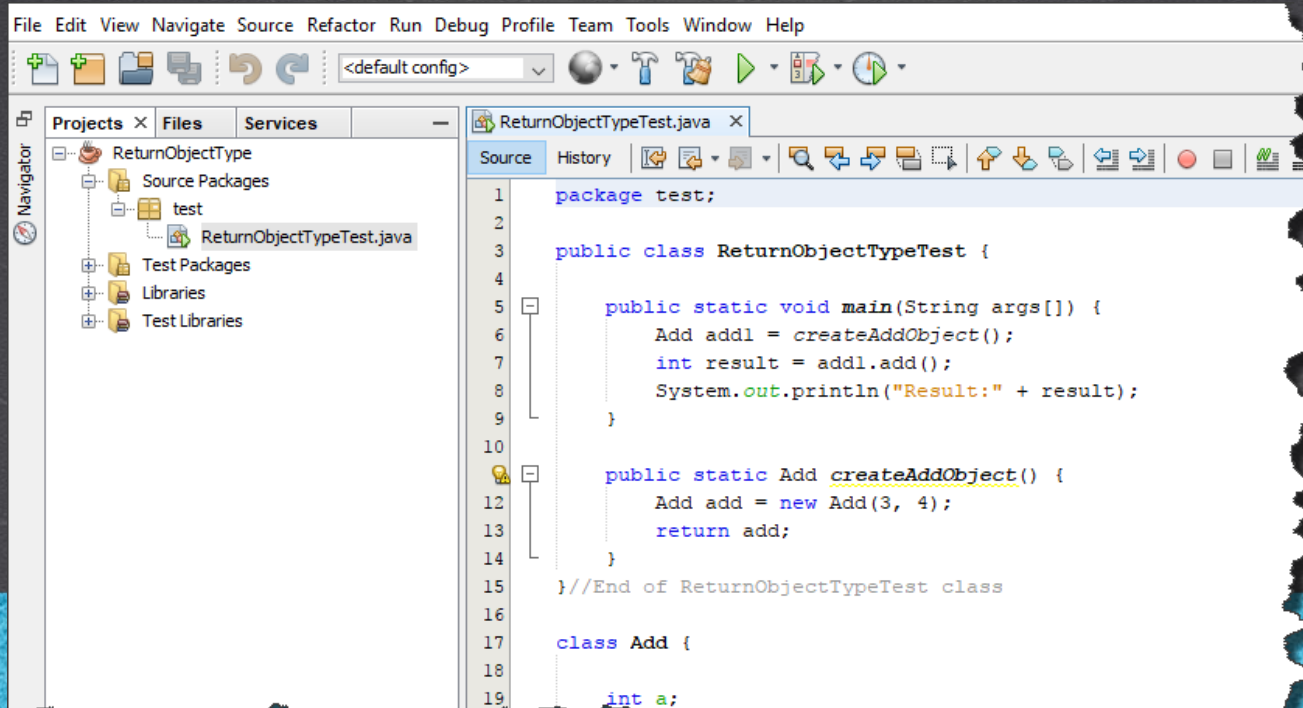 File Edit View Navigate Source Refactor Run Debug Profile Team Tools Window Help
<default config>
Projects Files Services
Navigator
ReturnObjectType
Source Packages
test
ReturnObjectTypeTest.java
Test Packages
Libraries
Test Libraries
ReturnObjectTypeTest.java
Source History
1 package test;
2
3 public class ReturnObjectTypeTest {
4
5 public static void main(String args[]) {
6 Add add1 = createAddObject();
7 int result = add1.add();
8 System.out.println("Result:" + result);
9 }
10
public static Add createAddObject() {
12 Add add = new Add(3, 4);
13 return add;
14 }
15 }//End of ReturnObjectTypeTest class
16
17 class Add {
18
19 int a;